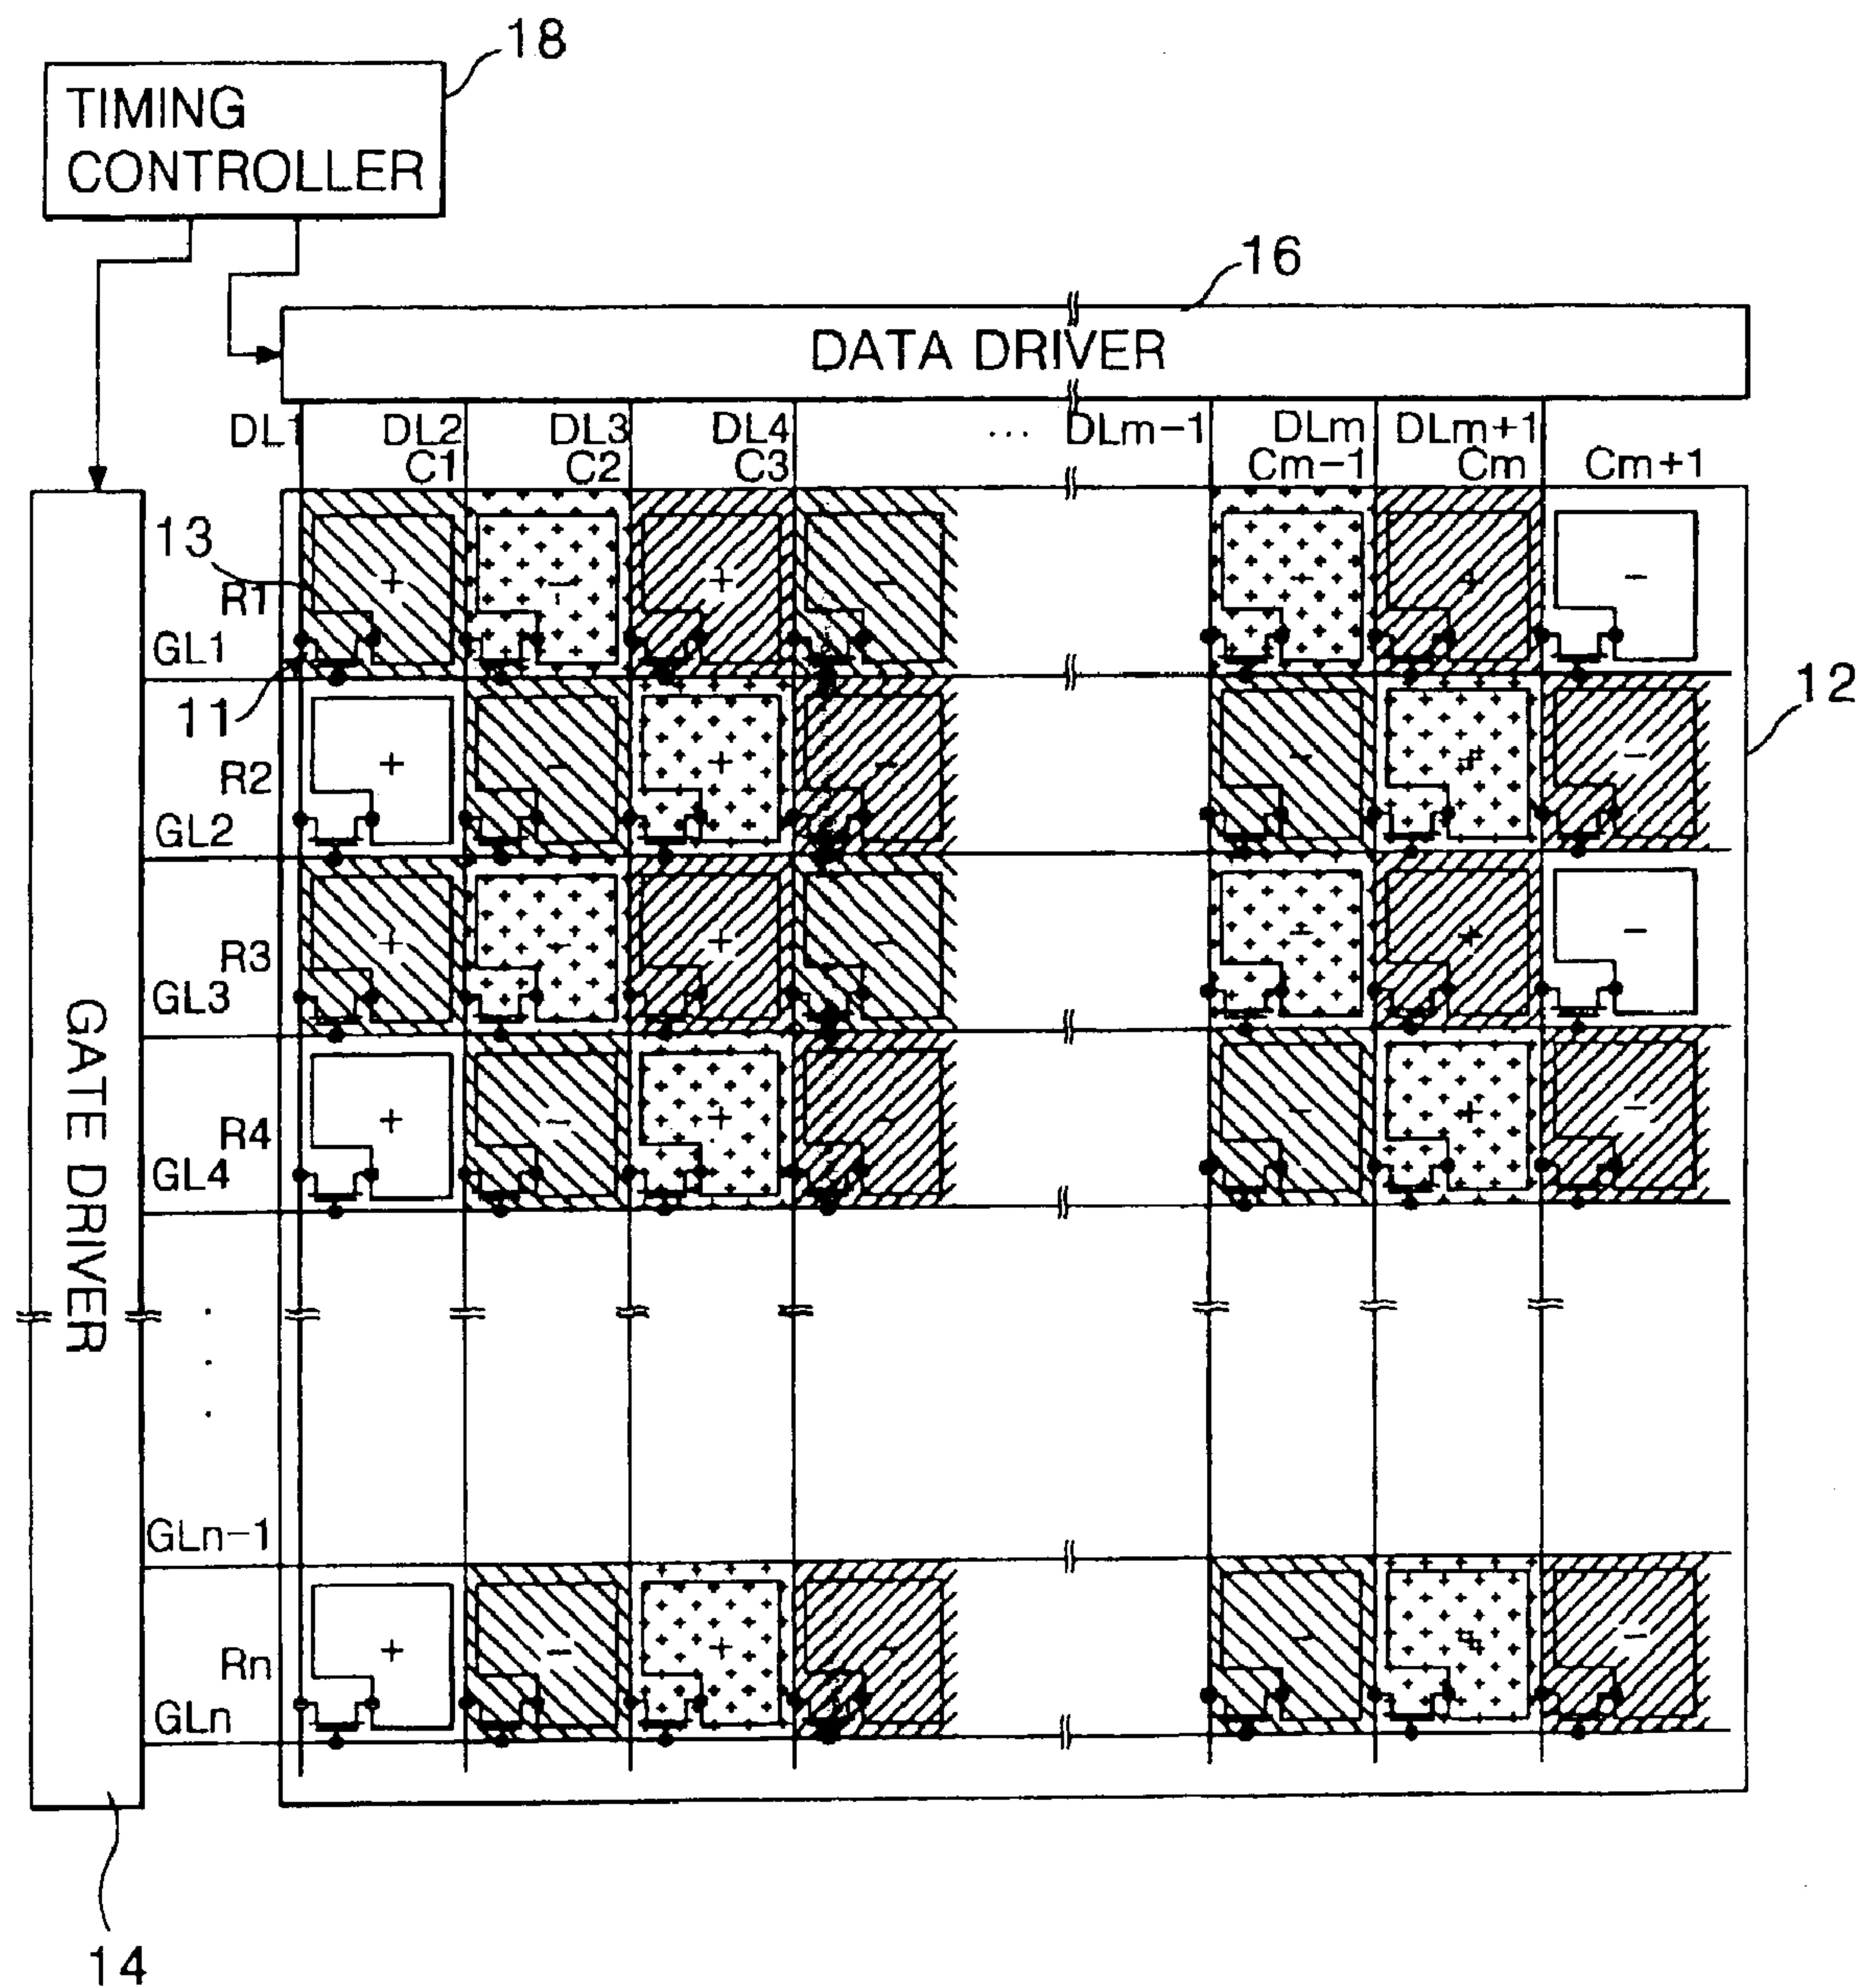 18
TIMING
CONTROLLER
16
DATA DRIVER
DL1 DL2 DL3 DL4 ... DLm-1 DLm DLm+1
C1 C2 C3 Cm-1 Cm Cm+1
13
R1
GL1
11
12
R2
GL2
R3
GL3
GATE DRIVER
R4
GL4
GLn-1
Rn
GLn
14